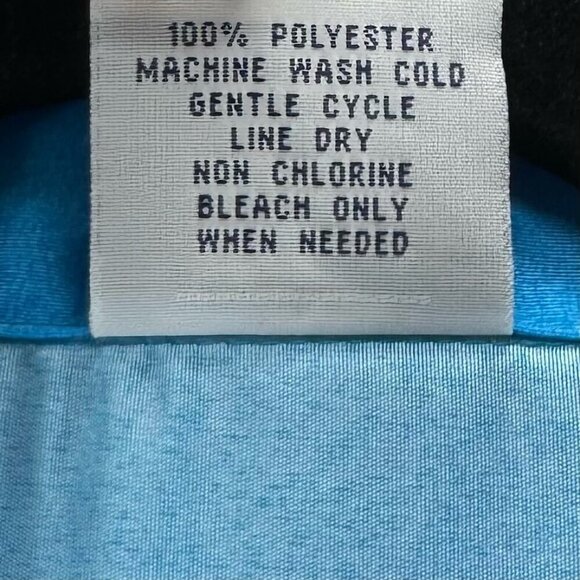 100% POLYESTER
MACHINE WASH COLD
GENTLE CYCLE
LINE DRY
NON CHLORINE
BLEACH ONLY
WHEN NEEDED